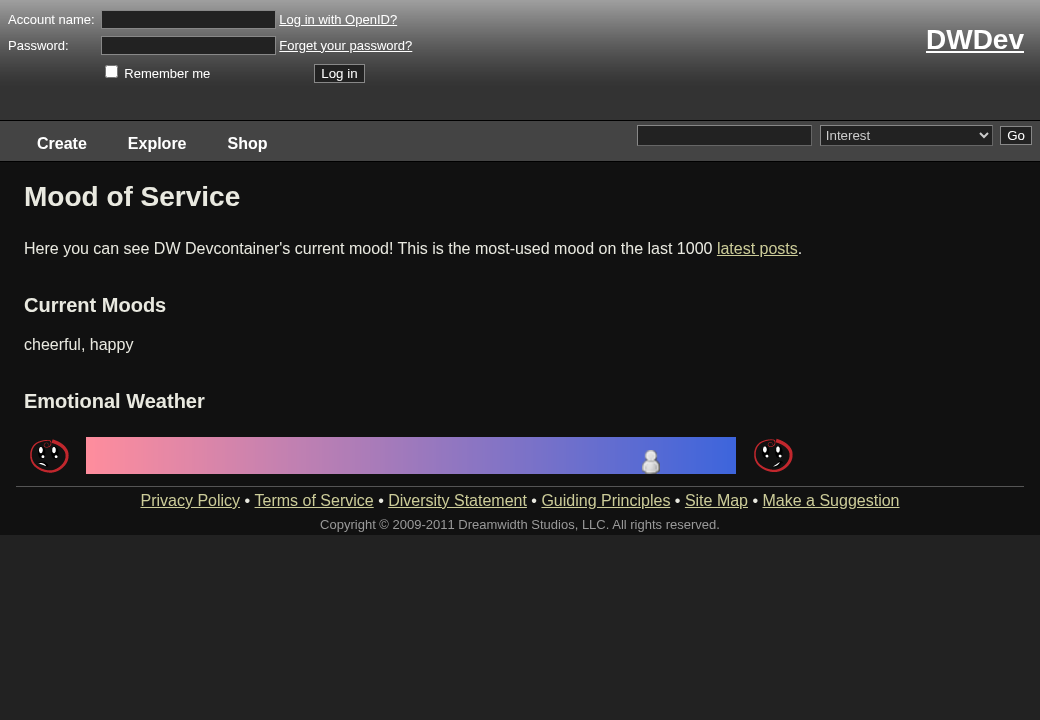 Account name: Log in with OpenID?
Password: Forget your password?
Remember me Log in
DWDev
Create Explore Shop Interest Go
Mood of Service
Here you can see DW Devcontainer's current mood! This is the most-used mood on the last 1000 latest posts.
Current Moods
cheerful, happy
Emotional Weather
Privacy Policy • Terms of Service • Diversity Statement • Guiding Principles • Site Map • Make a Suggestion
Copyright © 2009-2011 Dreamwidth Studios, LLC. All rights reserved.